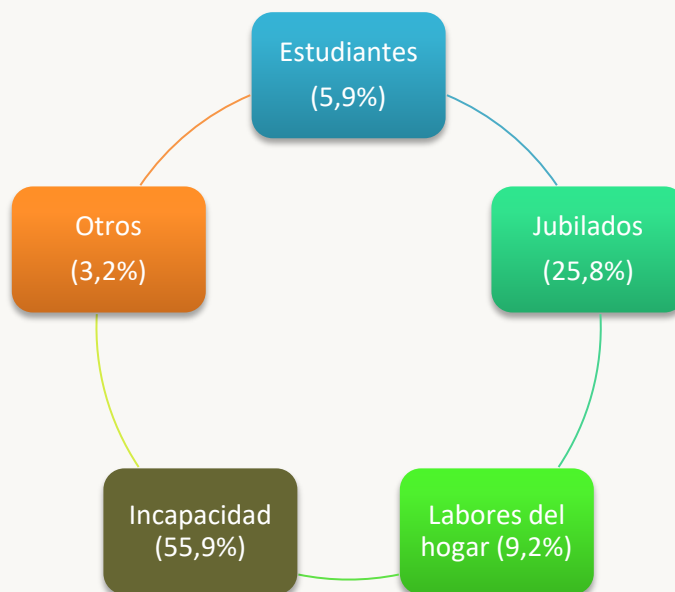 Estudiantes
(5,9%)
Jubilados
(25,8%)
Labores del
hogar (9,2%)
Incapacidad
(55,9%)
Otros
(3,2%)